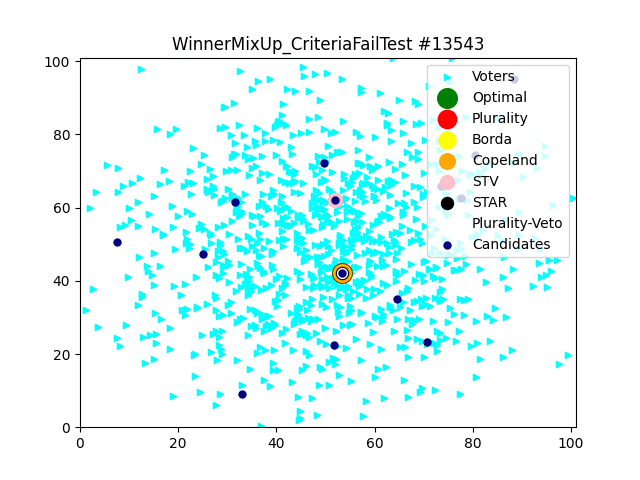 WinnerMixUp_CriteriaFailTest #13543
100
80
60
40
20
0
0
20
40
60
80
100
Voters
Optimal
Plurality
Borda
Copeland
STV
STAR
Plurality-Veto
Candidates